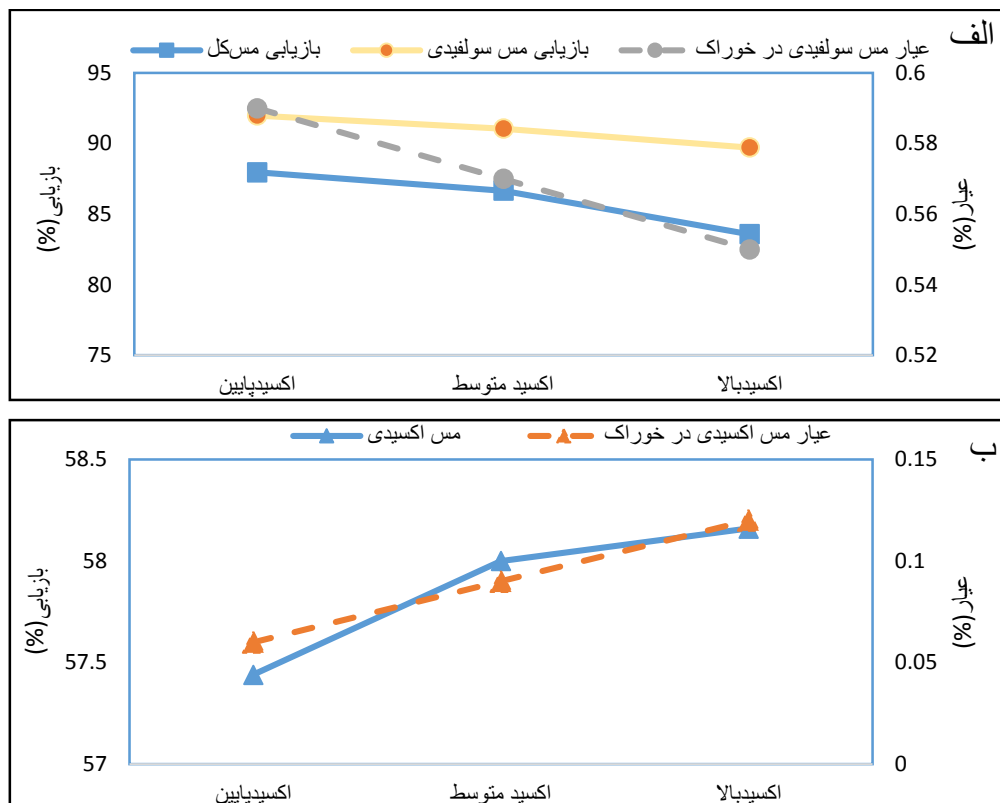 الف
بازیابی مس‌کل بازیابی مس سولفیدی عیار مس سولفیدی در خوراک
95 0.6
90 0.58
85 0.56
80 0.54
75 0.52
بازیابی(%)
عیار(%)
اکسیدپایین اکسید متوسط اکسیدبالا
ب
مس اکسیدی عیار مس اکسیدی در خوراک
58.5 0.15
58 0.1
57.5 0.05
57 0
بازیابی(%)
عیار(%)
اکسیدپایین اکسید متوسط اکسیدبالا